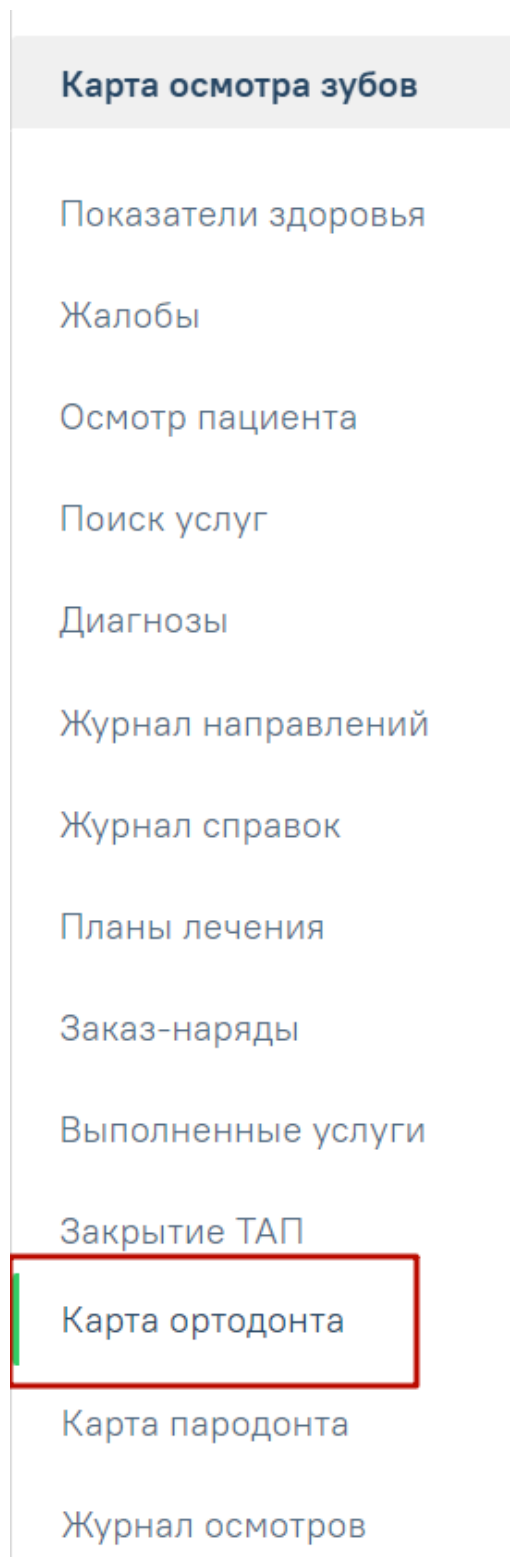 Карта осмотра зубов
Показатели здоровья
Жалобы
Осмотр пациента
Поиск услуг
Диагнозы
Журнал направлений
Журнал справок
Планы лечения
Заказ-наряды
Выполненные услуги
Закрытие ТАП
Карта ортодонта
Карта пародонта
Журнал осмотров